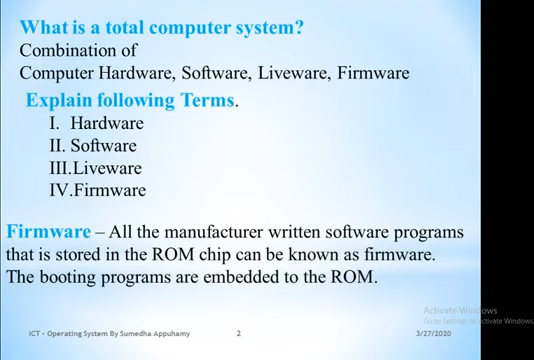 What is a total computer system?
Combination of
Computer Hardware, Software, Liveware, Firmware
Explain following Terms.
I. Hardware
II. Software
III.Liveware
IV.Firmware
Firmware – All the manufacturer written software programs
that is stored in the ROM chip can be known as firmware.
The booting programs are embedded to the ROM.
Activate Windows
Go to Settings to activate Windows.
ICT - Operating System By Sumedha Appuhamy 2 3/27/2020